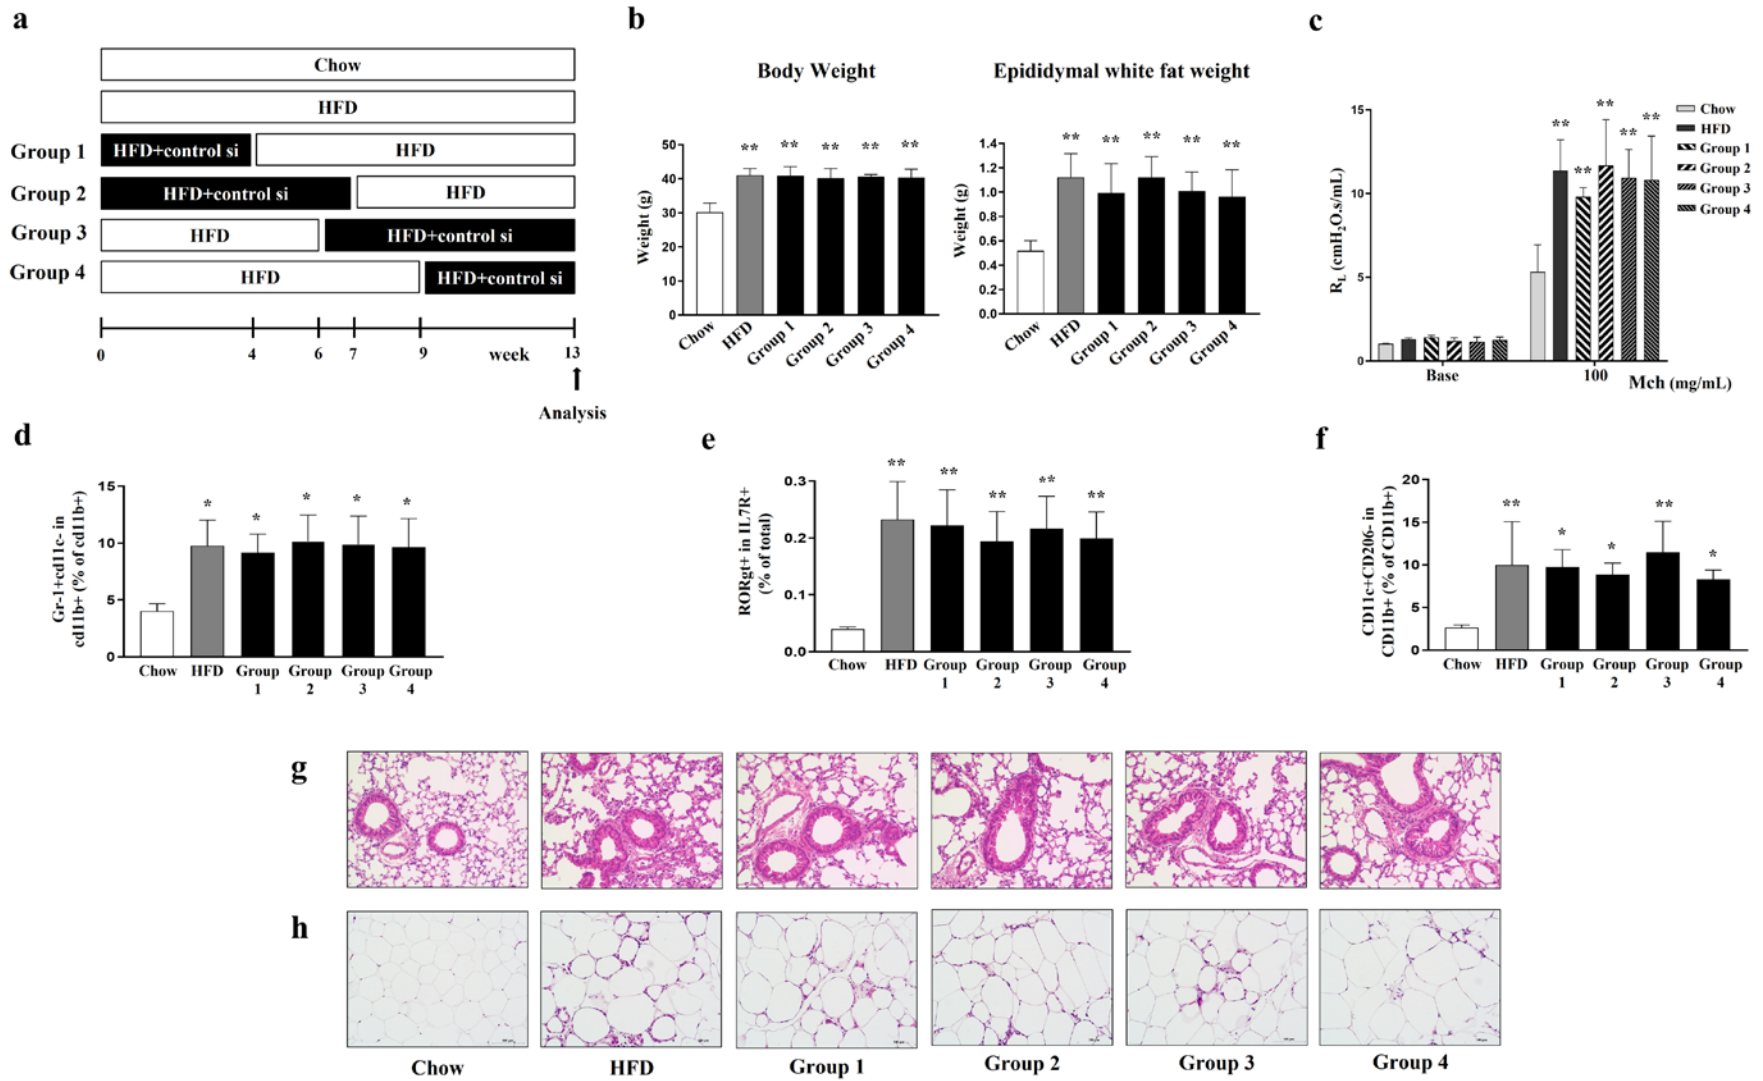 a
Chow
HFD
Group 1
HFD+control si
HFD
Group 2
HFD+control si
HFD
Group 3
HFD
HFD+control si
Group 4
HFD
HFD+control si
0
4
6
7
9
week
13
Analysis
b
Body Weight
Weight (g)
50
40
30
20
10
0
Chow
HFD
Group 1
Group 2
Group 3
Group 4
**
**
**
**
**
Epididymal white fat weight
Weight (g)
1.4
1.2
1.0
0.8
0.6
0.4
0.2
0.0
Chow
HFD
Group 1
Group 2
Group 3
Group 4
**
**
**
**
**
c
R_L (cmH₂O.s/mL)
15
10
5
0
**
**
**
**
**
Base
100
Mch (mg/mL)
Chow
HFD
Group 1
Group 2
Group 3
Group 4
d
Gr-1+cd11c- in
cd11b+ (% of cd11b+)
15
10
5
0
*
*
*
*
*
Chow
HFD
Group 1
Group 2
Group 3
Group 4
e
RORgt+ in IL7R+
(% of total)
0.3
0.2
0.1
0.0
**
**
**
**
**
Chow
HFD
Group 1
Group 2
Group 3
Group 4
f
CD11c+CD206- in
CD11b+ (% of CD11b+)
20
15
10
5
0
**
*
*
**
*
Chow
HFD
Group 1
Group 2
Group 3
Group 4
g
h
Chow
HFD
Group 1
Group 2
Group 3
Group 4